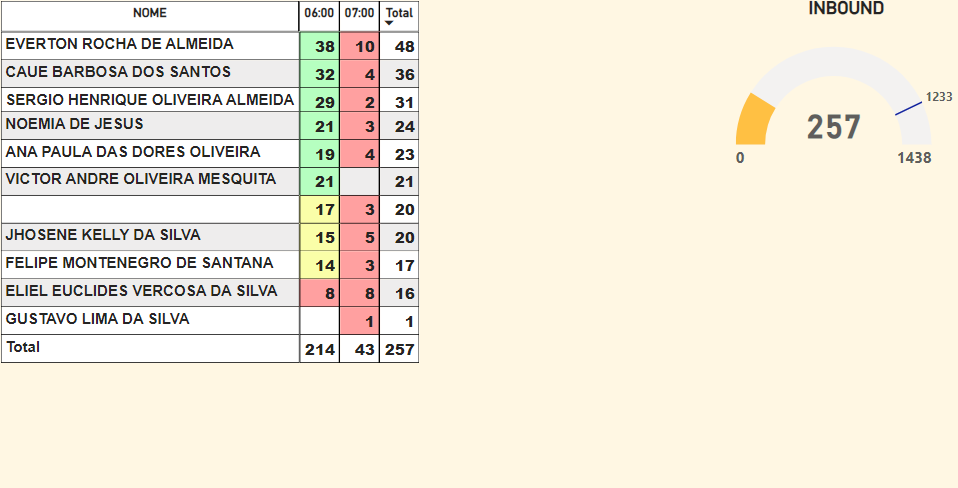 NOME 06:00 07:00 Total
EVERTON ROCHA DE ALMEIDA 38 10 48
CAUE BARBOSA DOS SANTOS 32 4 36
SERGIO HENRIQUE OLIVEIRA ALMEIDA 29 2 31
NOEMIA DE JESUS 21 3 24
ANA PAULA DAS DORES OLIVEIRA 19 4 23
VICTOR ANDRE OLIVEIRA MESQUITA 21 21
17 3 20
JHOSENE KELLY DA SILVA 15 5 20
FELIPE MONTENEGRO DE SANTANA 14 3 17
ELIEL EUCLIDES VERCOSA DA SILVA 8 8 16
GUSTAVO LIMA DA SILVA 1 1
Total 214 43 257
INBOUND
1233
257
0 1438